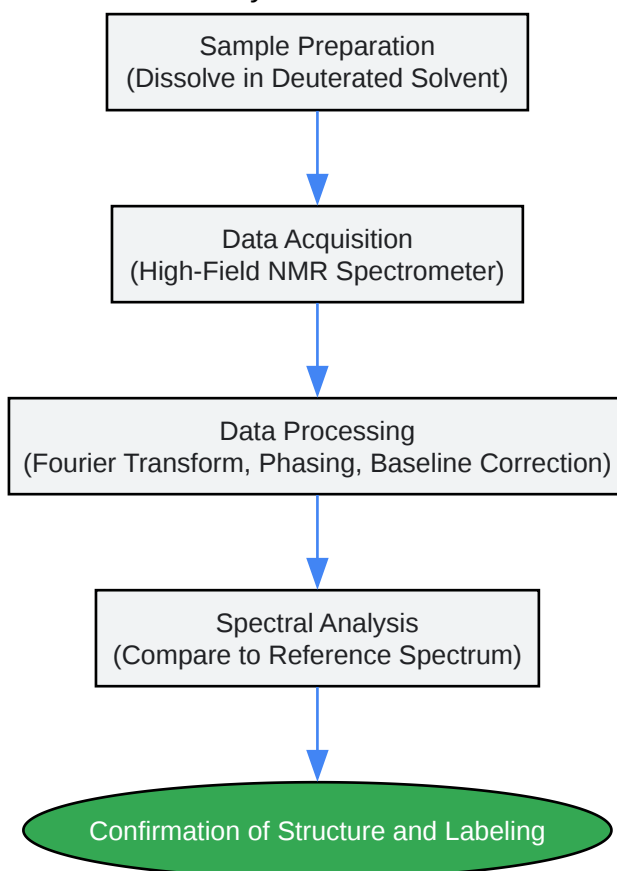 Sample Preparation
(Dissolve in Deuterated Solvent)
Data Acquisition
(High-Field NMR Spectrometer)
Data Processing
(Fourier Transform, Phasing, Baseline Correction)
Spectral Analysis
(Compare to Reference Spectrum)
Confirmation of Structure and Labeling